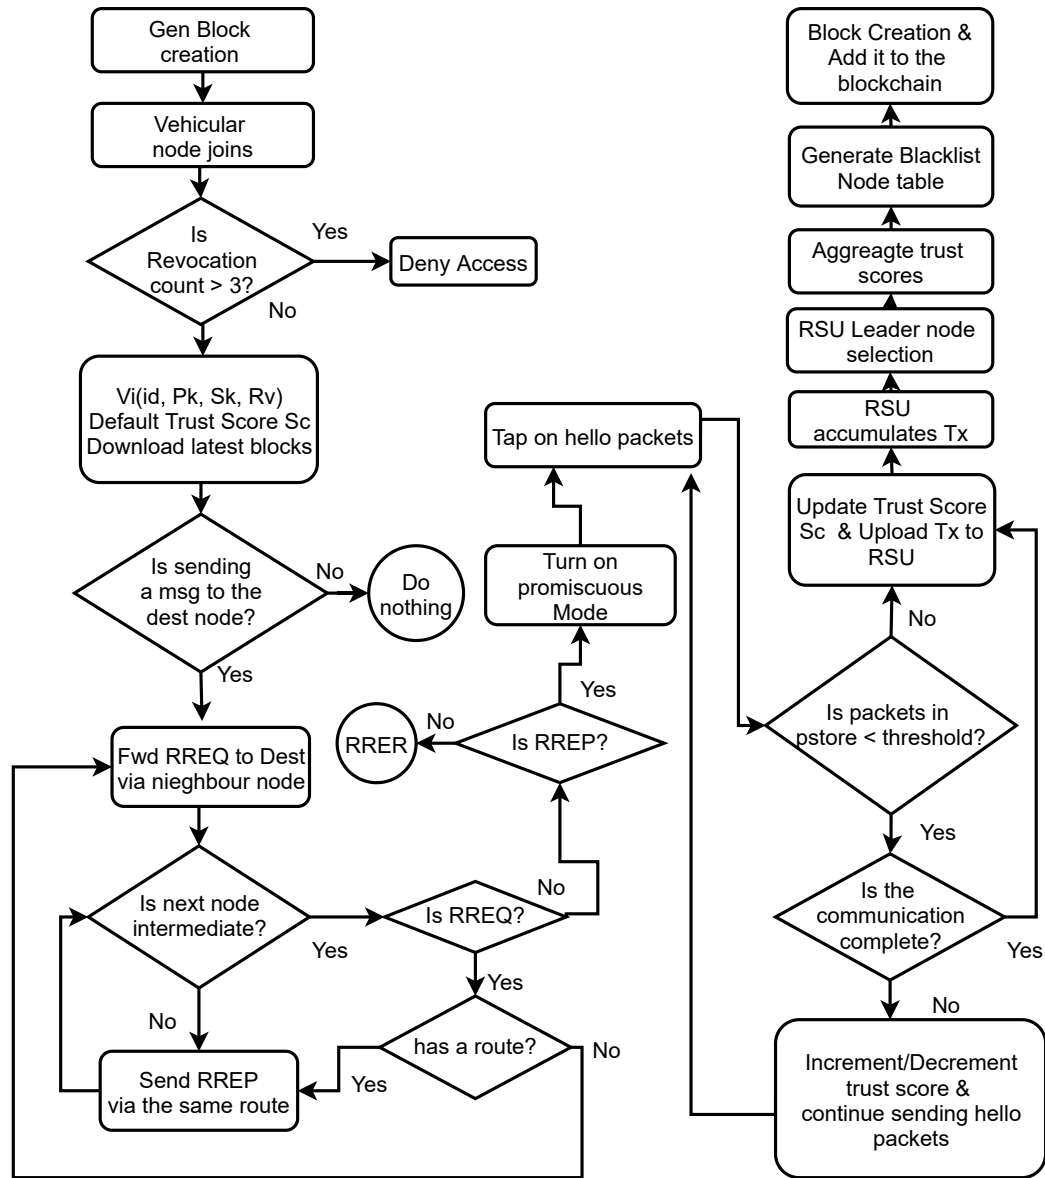 Gen Block
creation
Vehicular
node joins
Is
Revocation
count > 3?
Yes
Deny Access
No
Vi(id, Pk, Sk, Rv)
Default Trust Score Sc
Download latest blocks
Is sending
a msg to the
dest node?
No
Do
nothing
Yes
Fwd RREQ to Dest
via nieghbour node
Is next node
intermediate?
Yes
No
Send RREP
via the same route
Is RREQ?
No
Yes
has a route?
Yes
No
Is RREP?
No
RRER
Yes
Turn on
promiscuous
Mode
Tap on hello packets
Is packets in
pstore < threshold?
No
Yes
Is the
communication
complete?
Yes
No
Increment/Decrement
trust score &
continue sending hello
packets
Update Trust Score
Sc & Upload Tx to
RSU
RSU
accumulates Tx
RSU Leader node
selection
Aggreagte trust
scores
Generate Blacklist
Node table
Block Creation &
Add it to the
blockchain